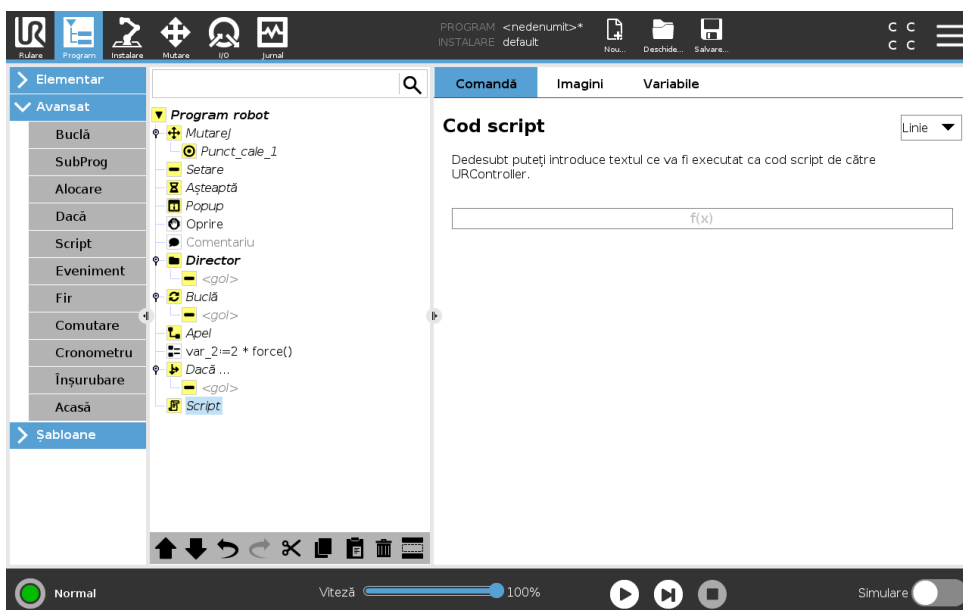 PROGRAM <nedenumit>*
INSTALARE default
Rulare
Program
Instalare
Mutare
I/O
Jurnal
Nou...
Deschide...
Salvare...
C C
C C
Elementar
Avansat
Buclă
SubProg
Alocare
Dacă
Script
Eveniment
Fir
Comutare
Cronometru
Înșurubare
Acasă
Șabloane
Program robot
MutareJ
Punct_cale_1
Setare
Așteaptă
Popup
Oprire
Comentariu
Director
<gol>
Buclă
<gol>
Apel
var_2≔2 * force()
Dacă ...
<gol>
Script
Comandă
Imagini
Variabile
Cod script
Linie
Dedesubt puteți introduce textul ce va fi executat ca cod script de către
URController.
f(x)
Normal
Viteză
100%
Simulare